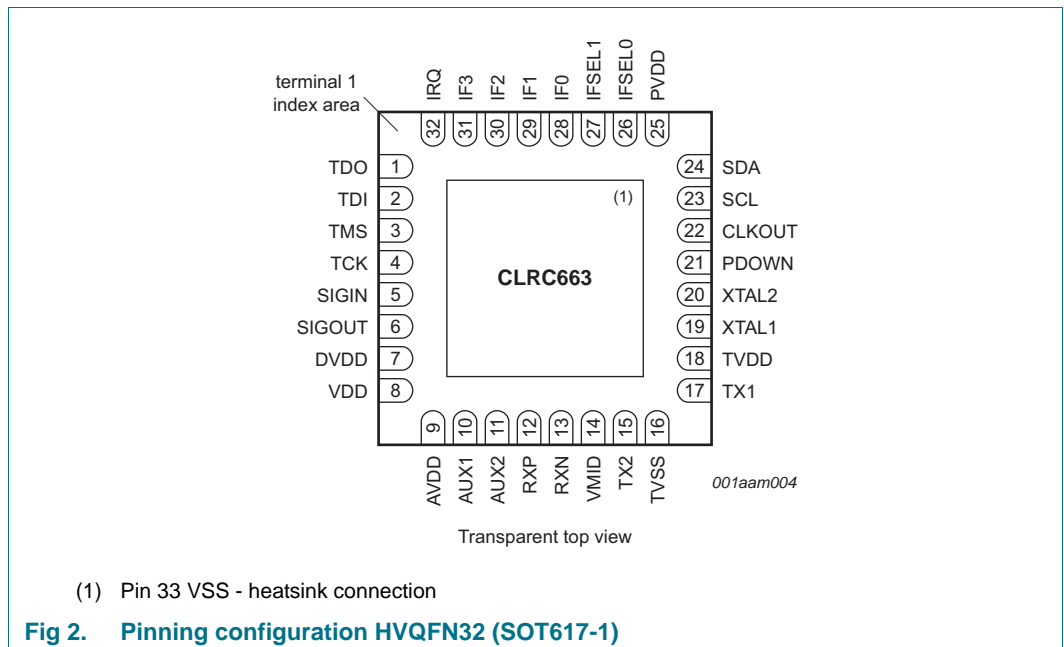 terminal 1
index area
IRQ
IF3
IF2
IF1
IF0
IFSEL1
IFSEL0
PVDD
32
31
30
29
28
27
26
25
TDO 1
TDI 2
TMS 3
TCK 4
SIGIN 5
SIGOUT 6
DVDD 7
VDD 8
(1)
CLRC663
24 SDA
23 SCL
22 CLKOUT
21 PDOWN
20 XTAL2
19 XTAL1
18 TVDD
17 TX1
9
10
11
12
13
14
15
16
AVDD
AUX1
AUX2
RXP
RXN
VMID
TX2
TVSS
001aam004
Transparent top view
(1) Pin 33 VSS - heatsink connection
Fig 2. Pinning configuration HVQFN32 (SOT617-1)